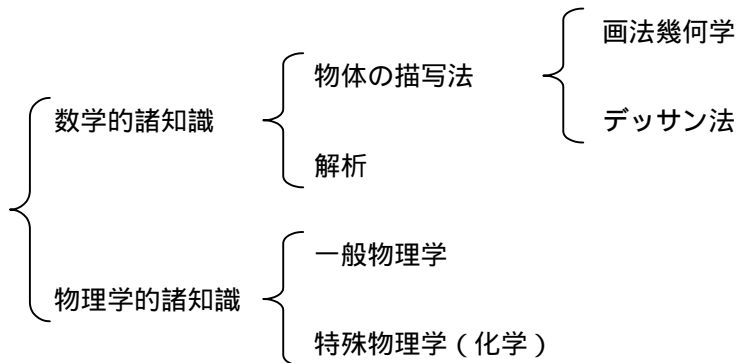 画法幾何学
物体の描写法
デッサン法
数学的諸知識
解析
一般物理学
物理学的諸知識
特殊物理学（化学）